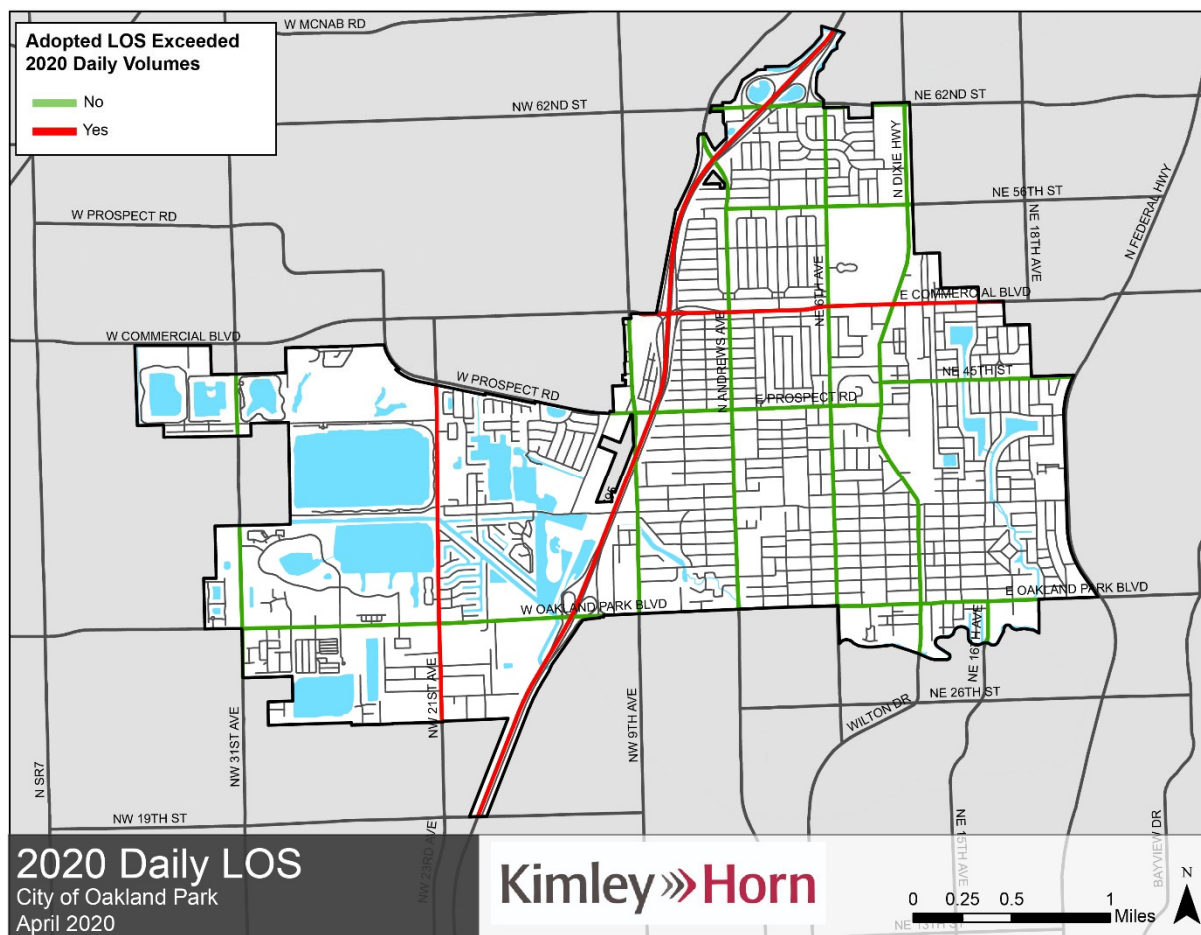 W MCNAB RD
Adopted LOS Exceeded
2020 Daily Volumes
No
Yes
NW 62ND ST
NE 62ND ST
N DIXIE HWY
W PROSPECT RD
NE 56TH ST
NE 18TH AVE
N FEDERAL HWY
NE 6TH AVE
E COMMERCIAL BLVD
W COMMERCIAL BLVD
N ANDREWS AVE
W PROSPECT RD
NE 45TH ST
E PROSPECT RD
95
W OAKLAND PARK BLVD
E OAKLAND PARK BLVD
NE 16TH AVE
NW 21ST AVE
NE 26TH ST
WILTON DR
NW 31ST AVE
NW 9TH AVE
N SR7
NW 19TH ST
NW 23RD AVE
NE 15TH AVE
BAYVIEW DR
2020 Daily LOS
City of Oakland Park
April 2020
Kimley Horn
N
0 0.25 0.5 1
Miles
NE 13TH ST